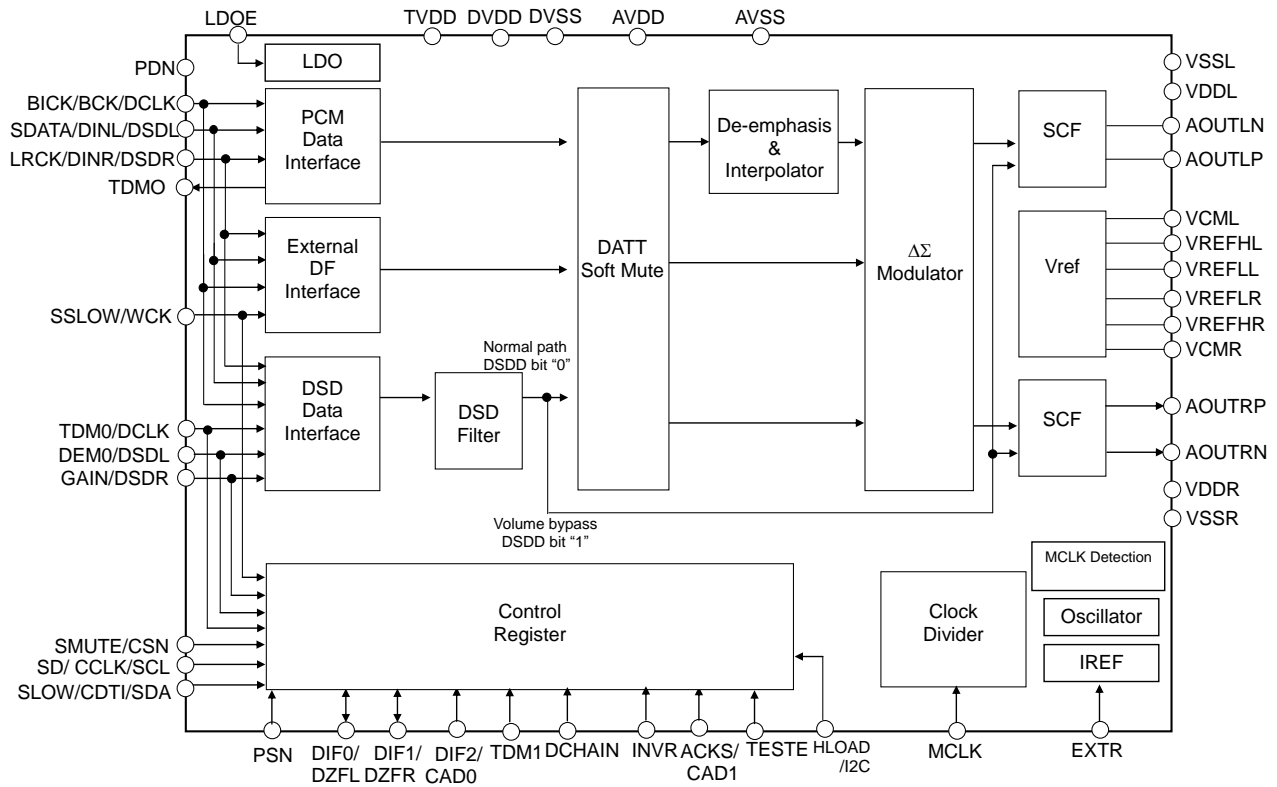 LDOE
TVDD
DVDD
DVSS
AVDD
AVSS
PDN
LDO
VSSL
VDDL
BICK/BCK/DCLK
SDATA/DINL/DSDL
LRCK/DINR/DSDR
TDMO
PCM
Data
Interface
De-emphasis
&
Interpolator
SCF
AOUTLN
AOUTLP
External
DF
Interface
DATT
Soft Mute
ΔΣ
Modulator
Vref
VCML
VREFHL
VREFLL
VREFLR
VREFHR
VCMR
SSLOW/WCK
Normal path
DSDD bit “0”
DSD
Data
Interface
DSD
Filter
SCF
AOUTRP
AOUTRN
TDM0/DCLK
DEM0/DSDL
GAIN/DSDR
VDDR
VSSR
Volume bypass
DSDD bit “1”
Control
Register
Clock
Divider
MCLK Detection
Oscillator
IREF
SMUTE/CSN
SD/ CCLK/SCL
SLOW/CDTI/SDA
PSN
DIF0/
DZFL
DIF1/
DZFR
DIF2/
CAD0
TDM1
DCHAIN
INVR
ACKS/
CAD1
TESTE
HLOAD
/I2C
MCLK
EXTR